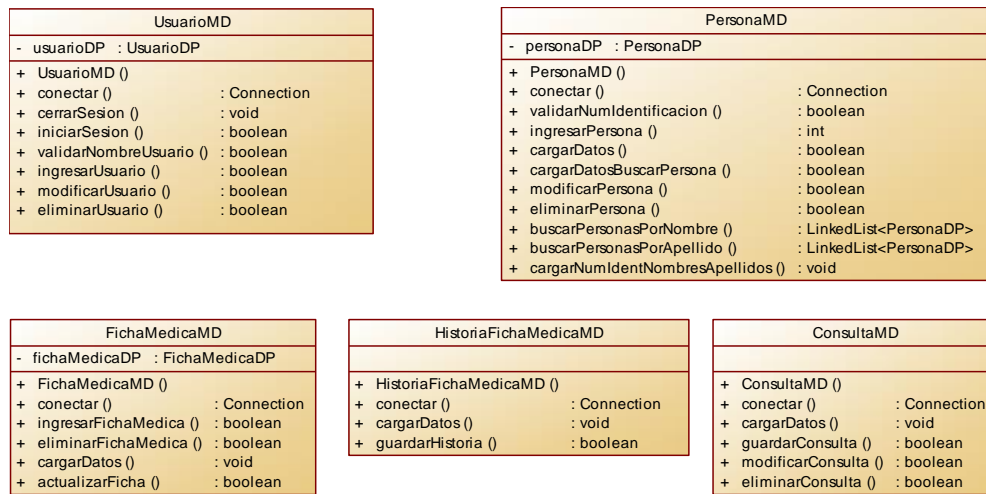 UsuarioMD
- usuarioDP : UsuarioDP
+ UsuarioMD ()
+ conectar () : Connection
+ cerrarSesion () : void
+ iniciarSesion () : boolean
+ validarNombreUsuario () : boolean
+ ingresarUsuario () : boolean
+ modificarUsuario () : boolean
+ eliminarUsuario () : boolean
PersonaMD
- personaDP : PersonaDP
+ PersonaMD ()
+ conectar () : Connection
+ validarNumIdentificacion () : boolean
+ ingresarPersona () : int
+ cargarDatos () : boolean
+ cargarDatosBuscarPersona () : boolean
+ modificarPersona () : boolean
+ eliminarPersona () : boolean
+ buscarPersonasPorNombre () : LinkedList<PersonaDP>
+ buscarPersonasPorApellido () : LinkedList<PersonaDP>
+ cargarNumIdentNombresApellidos () : void
FichaMedicaMD
- fichaMedicaDP : FichaMedicaDP
+ FichaMedicaMD ()
+ conectar () : Connection
+ ingresarFichaMedica () : boolean
+ eliminarFichaMedica () : boolean
+ cargarDatos () : void
+ actualizarFicha () : boolean
HistoriaFichaMedicaMD
+ HistoriaFichaMedicaMD ()
+ conectar () : Connection
+ cargarDatos () : void
+ guardarHistoria () : boolean
ConsultaMD
+ ConsultaMD ()
+ conectar () : Connection
+ cargarDatos () : void
+ guardarConsulta () : boolean
+ modificarConsulta () : boolean
+ eliminarConsulta () : boolean